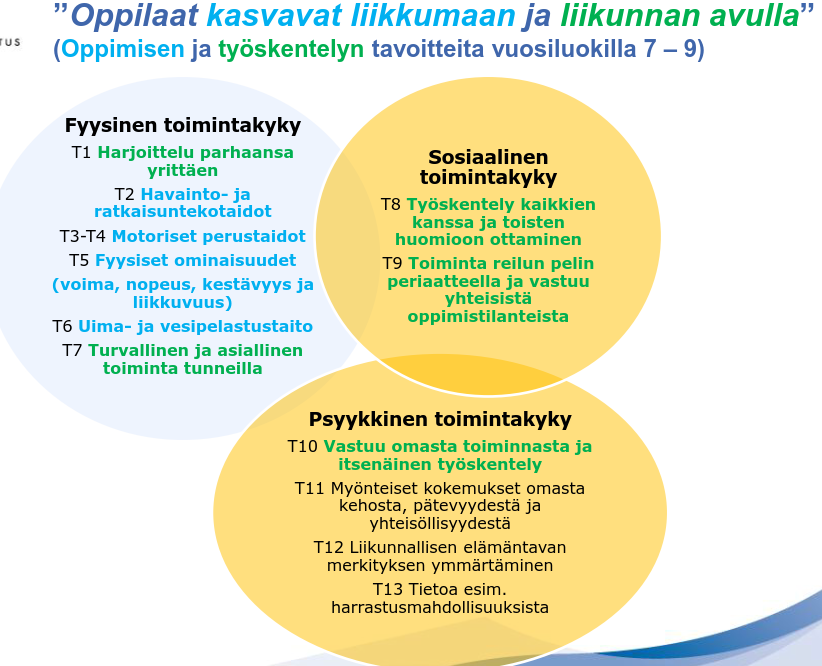 ”Oppilaat kasvavat liikkumaan ja liikunnan avulla”
(Oppimisen ja työskentelyn tavoitteita vuosiluokilla 7 – 9)
Fyysinen toimintakyky
T1 Harjoittelu parhaansa
yrittäen
T2 Havainto- ja
ratkaisuntekotaidot
T3-T4 Motoriset perustaidot
T5 Fyysiset ominaisuudet
(voima, nopeus, kestävyys ja
liikkuvuus)
T6 Uima- ja vesipelastustaito
T7 Turvallinen ja asiallinen
toiminta tunneilla
Sosiaalinen
toimintakyky
T8 Työskentely kaikkien
kanssa ja toisten
huomioon ottaminen
T9 Toiminta reilun pelin
periaatteella ja vastuu
yhteisistä
oppimistilanteista
Psyykkinen toimintakyky
T10 Vastuu omasta toiminnasta ja
itsenäinen työskentely
T11 Myönteiset kokemukset omasta
kehosta, pätevyydestä ja
yhteisöllisyydestä
T12 Liikunnallisen elämäntavan
merkityksen ymmärtäminen
T13 Tietoa esim.
harrastusmahdollisuuksista